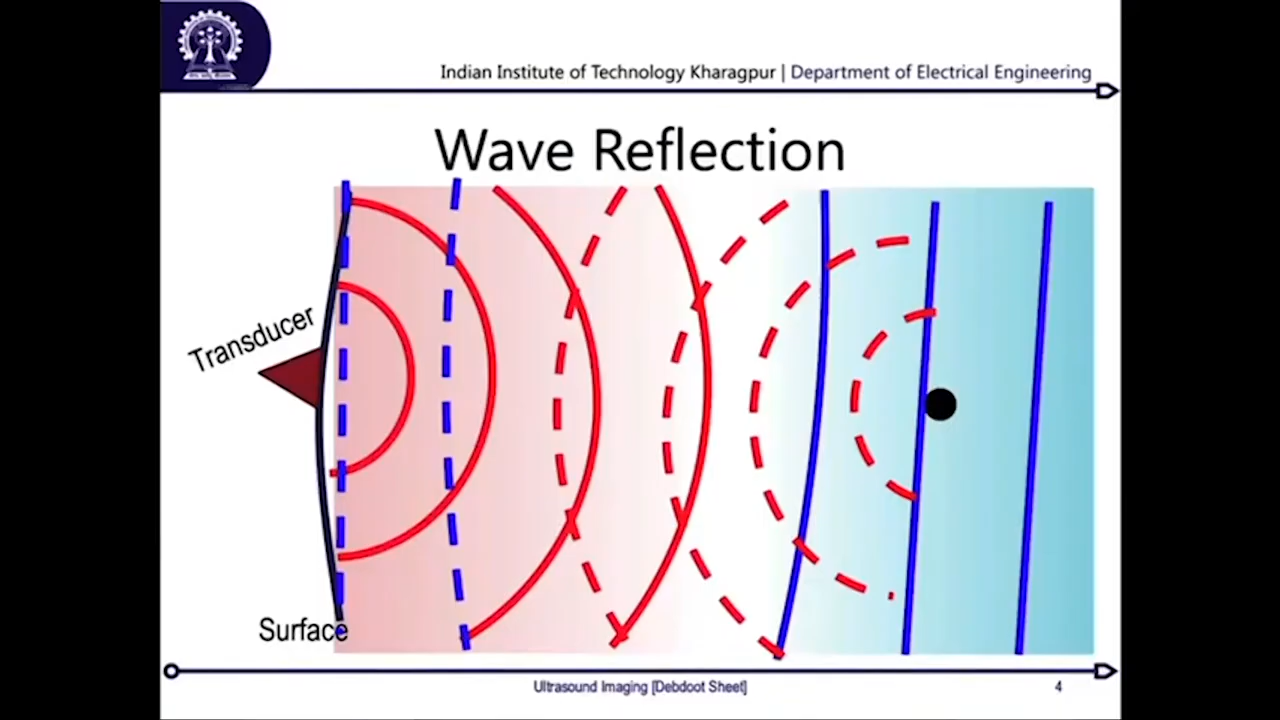 Indian Institute of Technology Kharagpur | Department of Electrical Engineering
Wave Reflection
Transducer
Surface
Ultrasound Imaging [Debdoot Sheet]
4